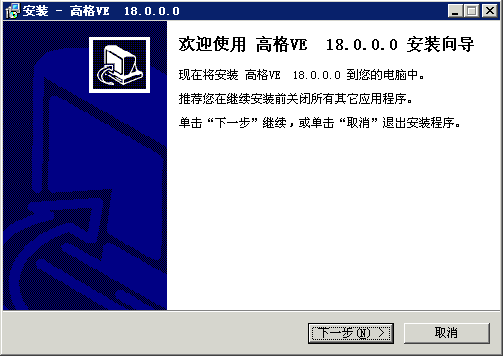 安装 - 高格VE  18.0.0.0
欢迎使用 高格VE  18.0.0.0 安装向导
现在将安装 高格VE  18.0.0.0 到您的电脑中。
推荐您在继续安装前关闭所有其它应用程序。
单击“下一步”继续，或单击“取消”退出安装程序。
下一步(N) >
取消